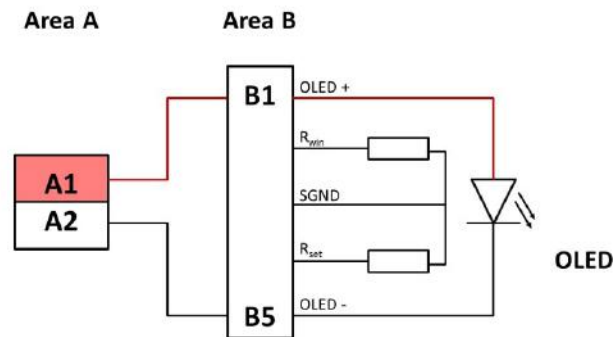 Area A
Area B
B1
OLED +
R_win
A1
A2
SGND
R_set
OLED
B5
OLED -